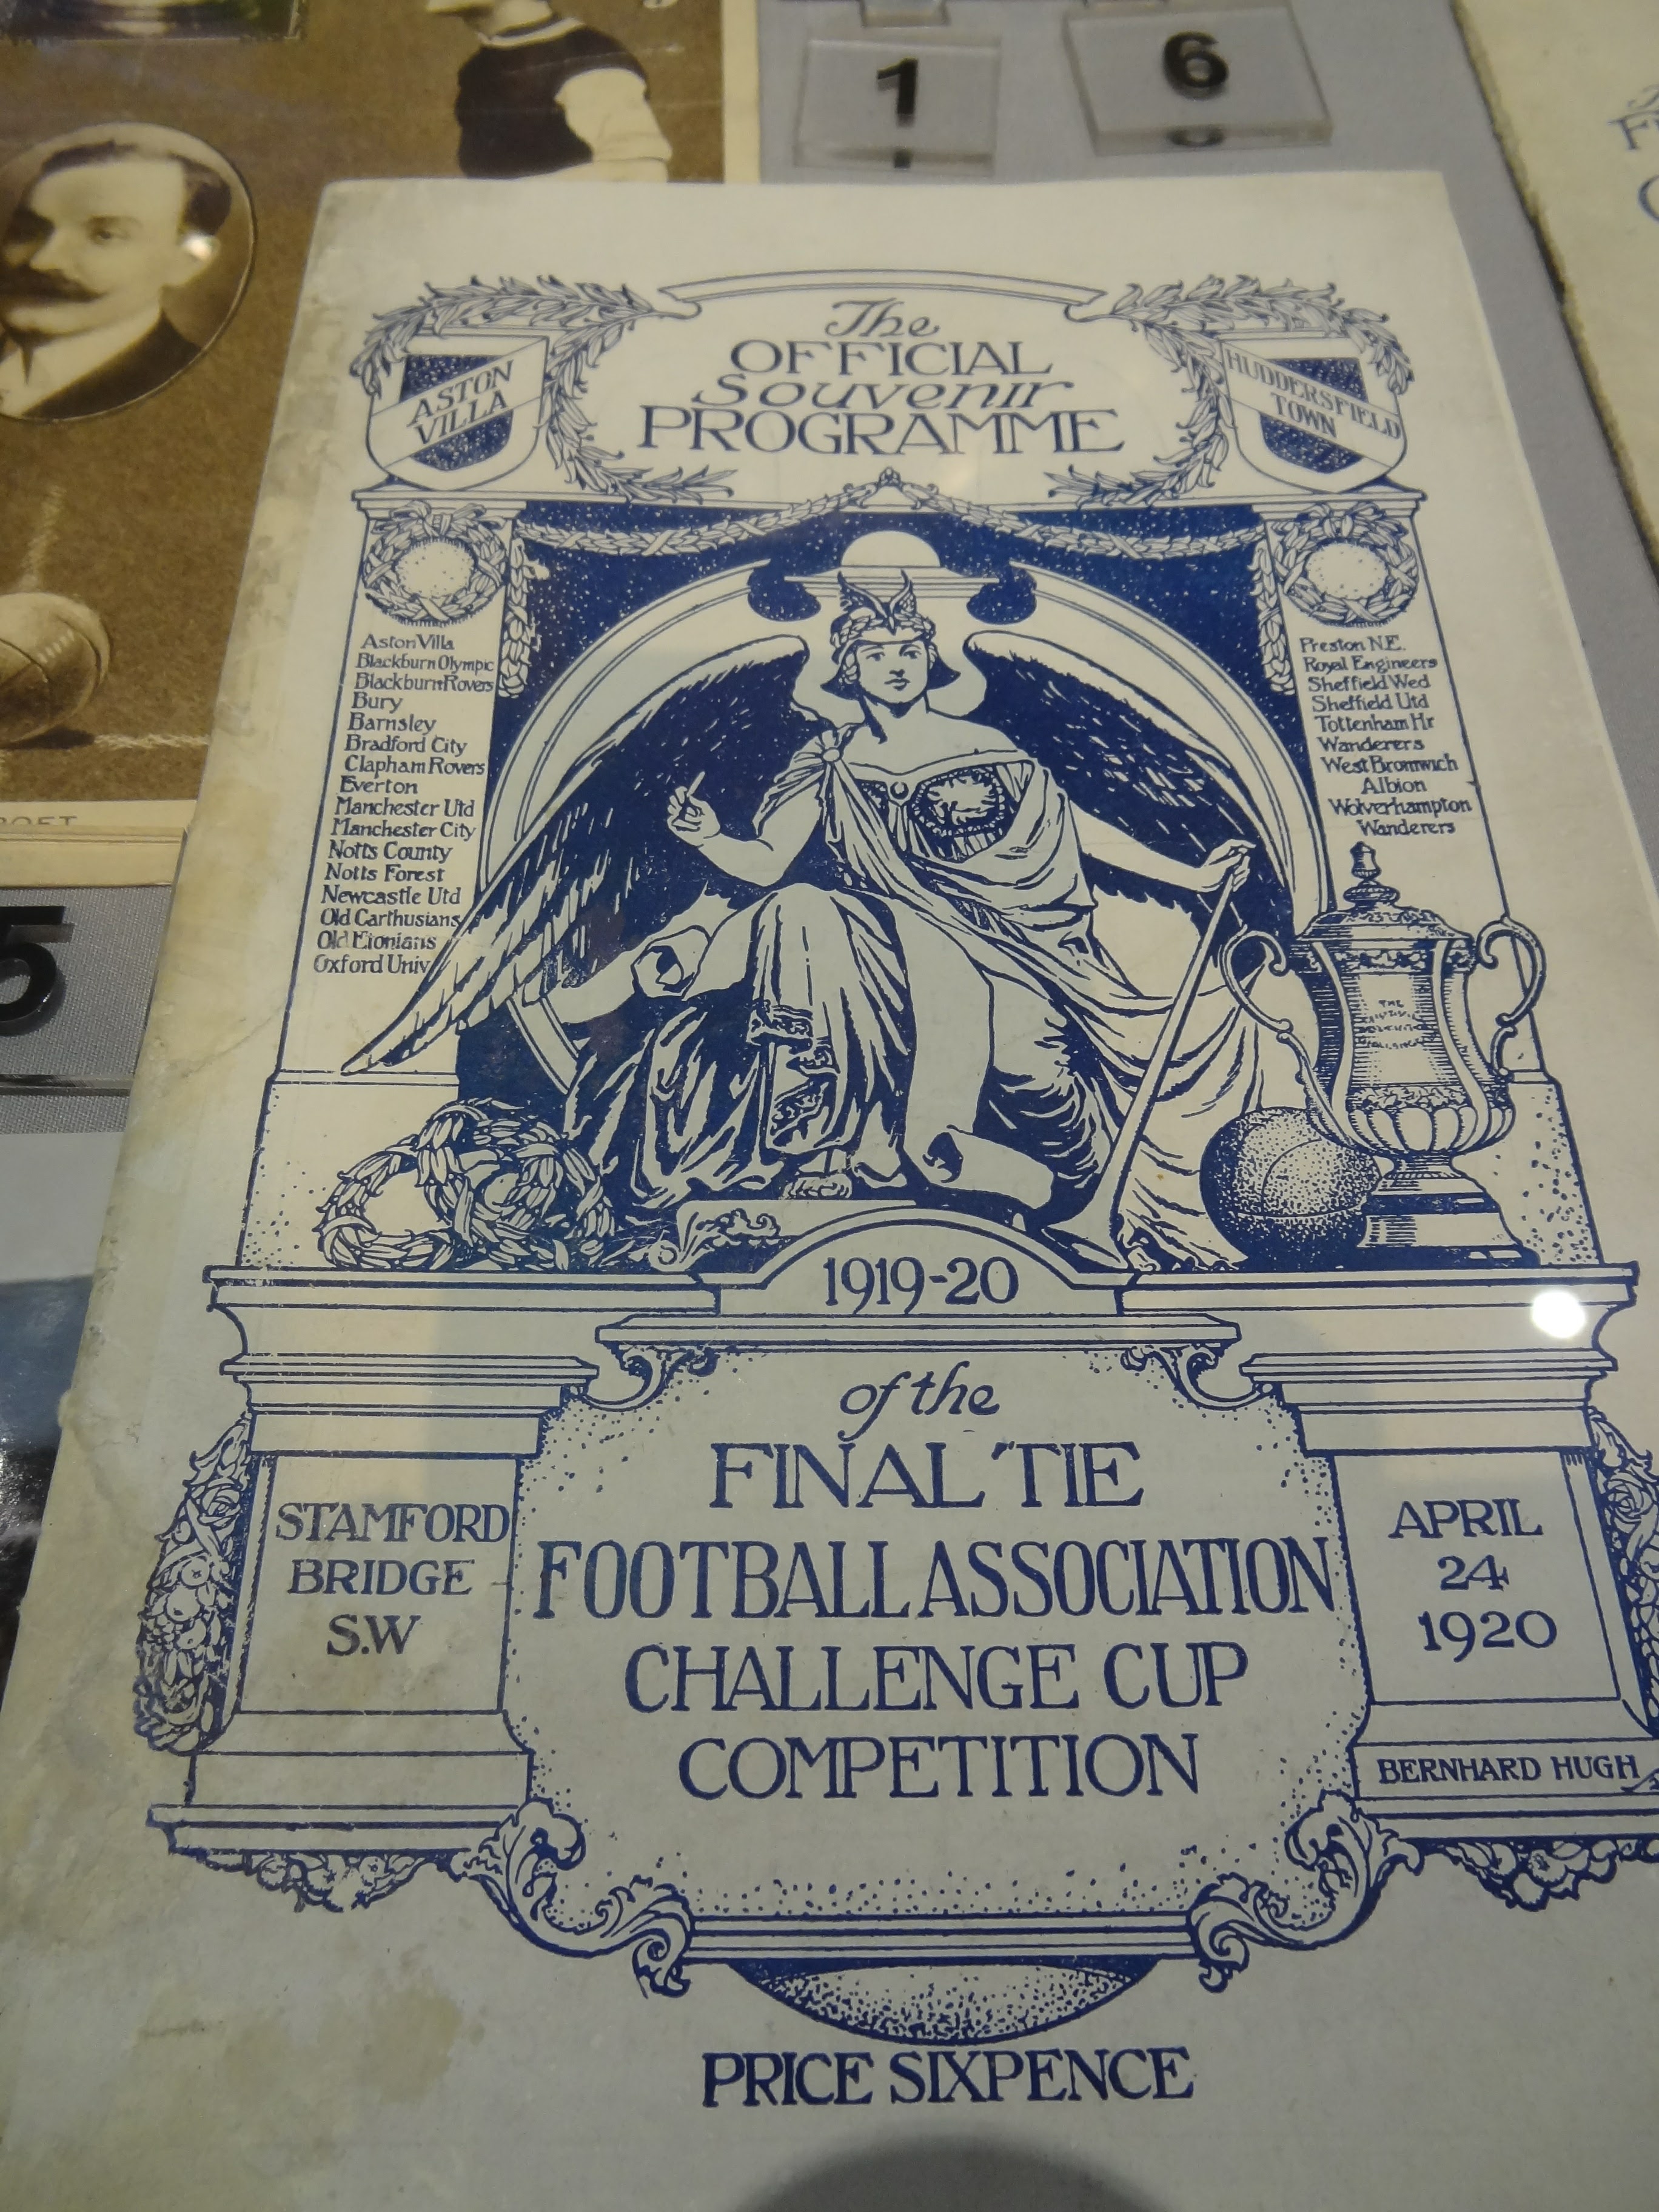 1
6
The
OFFICIAL
Souvenir
PROGRAMME
ASTON
VILLA
HUDDERSFIELD
TOWN
Aston Villa
Blackburn Olympic
Blackburn Rovers
Bury
Barnsley
Bradford City
Clapham Rovers
Everton
Manchester Utd
Manchester City
Notts County
Notts Forest
Newcastle Utd
Old Carthusians
Old Etonians
Oxford Univ
Preston N.E.
Royal Engineers
Sheffield Wed
Sheffield Utd
Tottenham Hr
Wanderers
West Bromwich
Albion
Wolverhampton
Wanderers
5
THE
1919-20
of the
FINAL TIE
FOOTBALL ASSOCIATION
CHALLENGE CUP
COMPETITION
STAMFORD
BRIDGE
S.W
APRIL
24
1920
BERNHARD HUGH
PRICE SIXPENCE